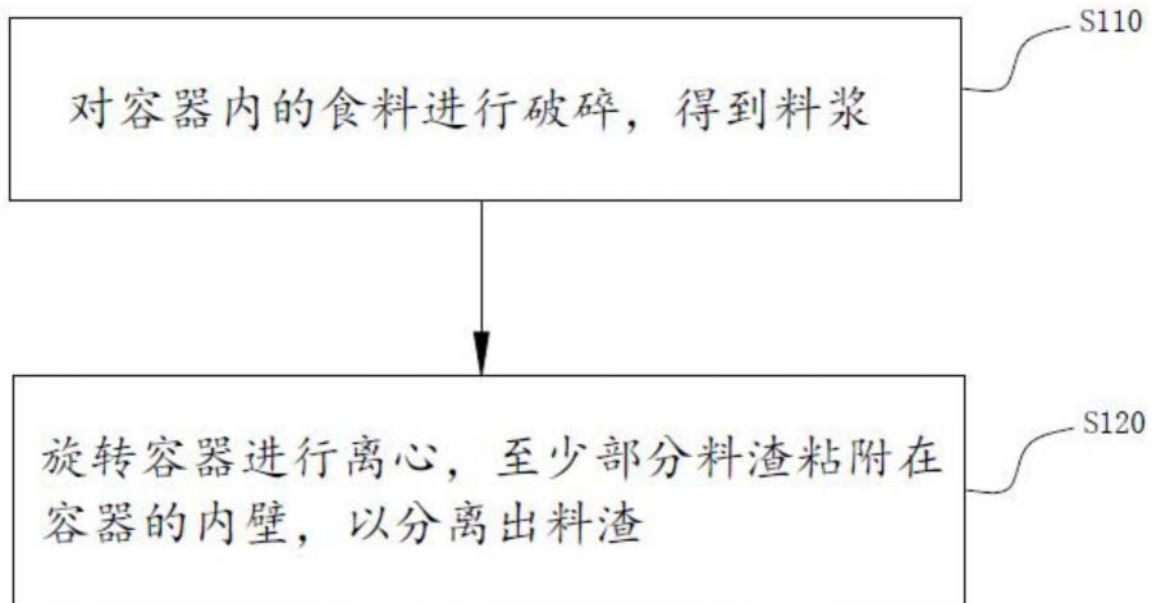 S110
对容器内的食料进行破碎，得到料浆
S120
旋转容器进行离心，至少部分料渣粘附在
容器的内壁，以分离出料渣